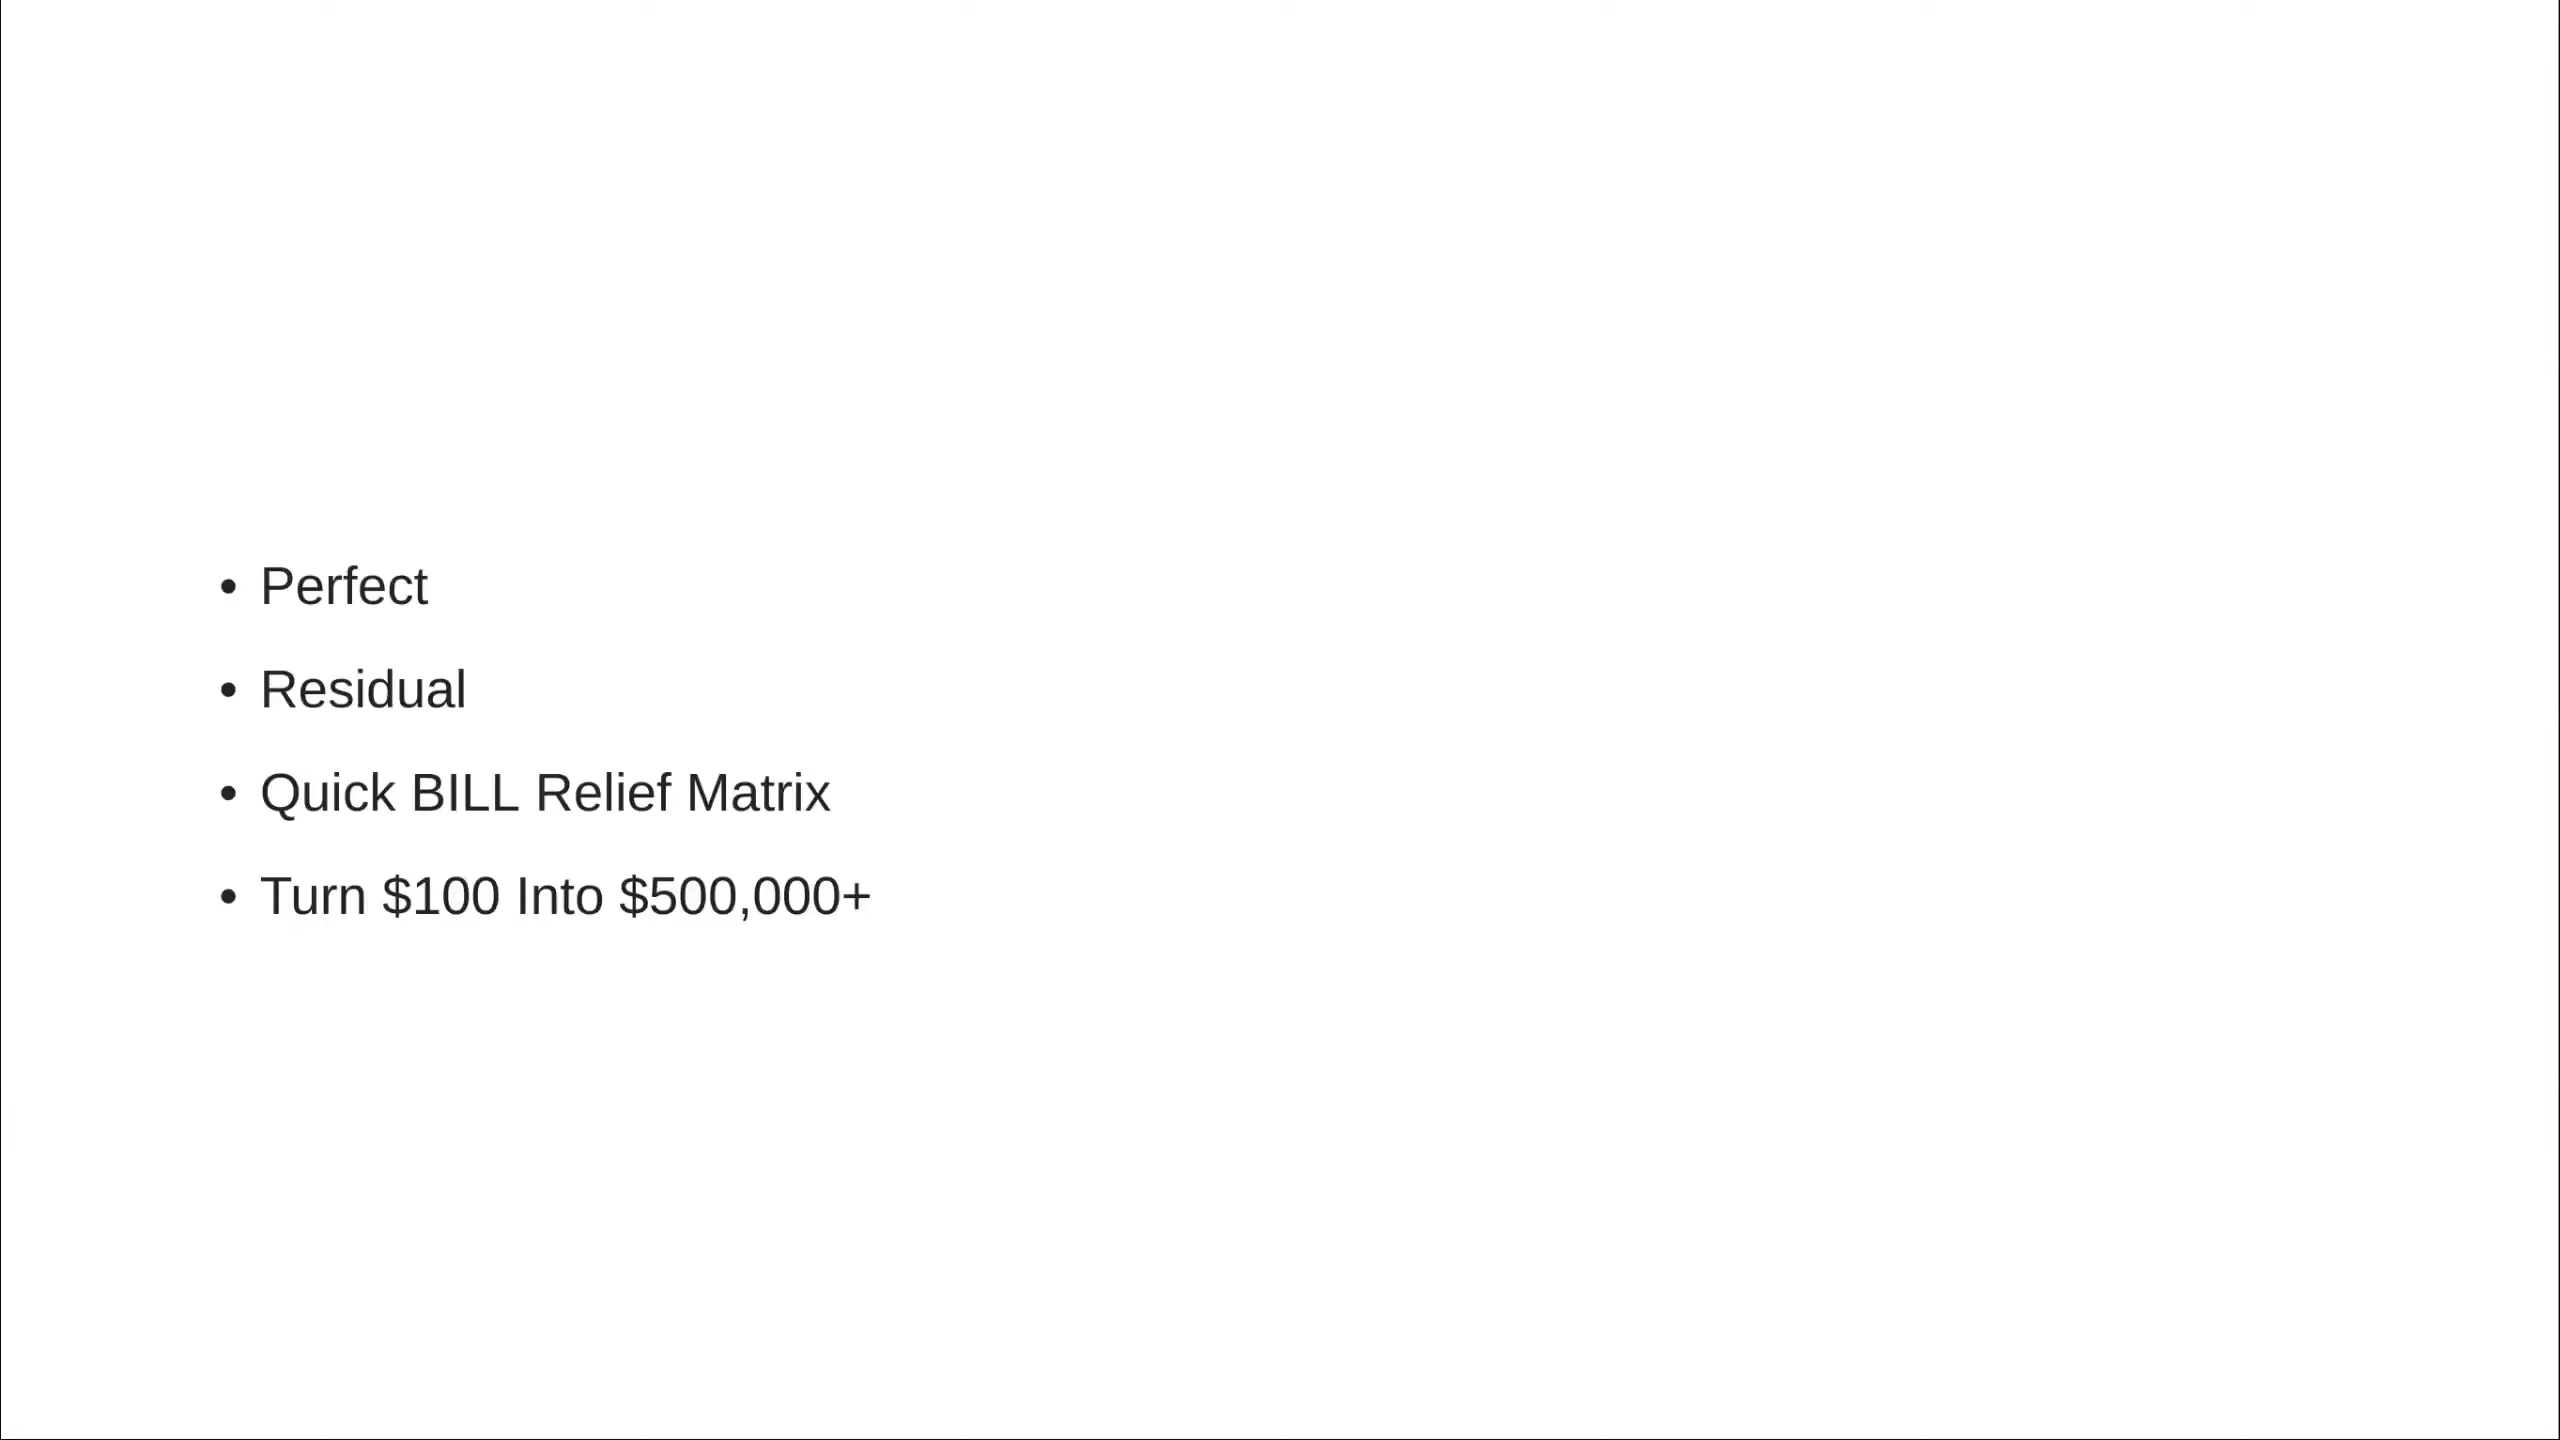 • Perfect
• Residual
• Quick BILL Relief Matrix
• Turn $100 Into $500,000+